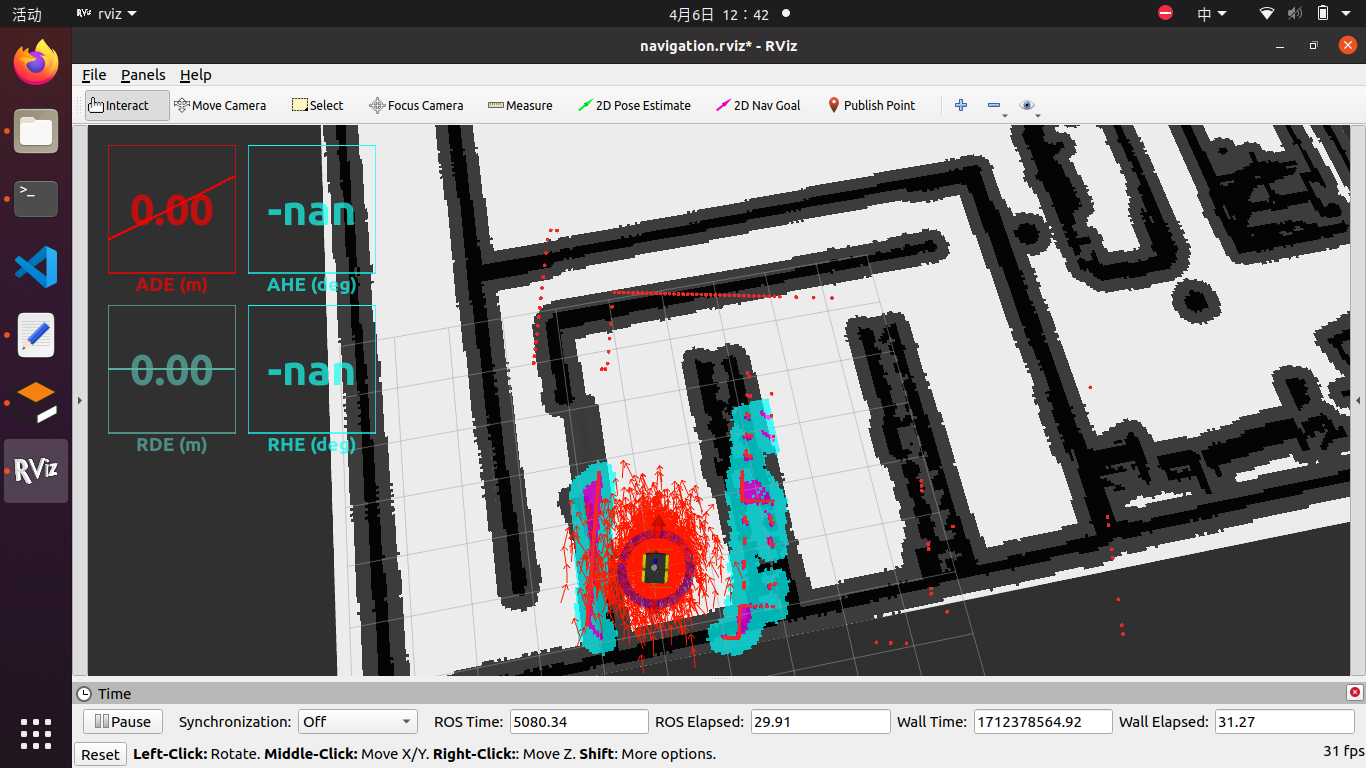 活动
rviz
4月6日 12：42
中
navigation.rviz* - RViz
File Panels Help
Interact Move Camera Select Focus Camera Measure 2D Pose Estimate 2D Nav Goal Publish Point
0.00 -nan
ADE (m) AHE (deg)
0.00 -nan
RDE (m) RHE (deg)
>_
RViz
Time
Pause Synchronization: Off ROS Time: 5080.34 ROS Elapsed: 29.91 Wall Time: 1712378564.92 Wall Elapsed: 31.27
Reset Left-Click: Rotate. Middle-Click: Move X/Y. Right-Click:: Move Z. Shift: More options. 31 fps